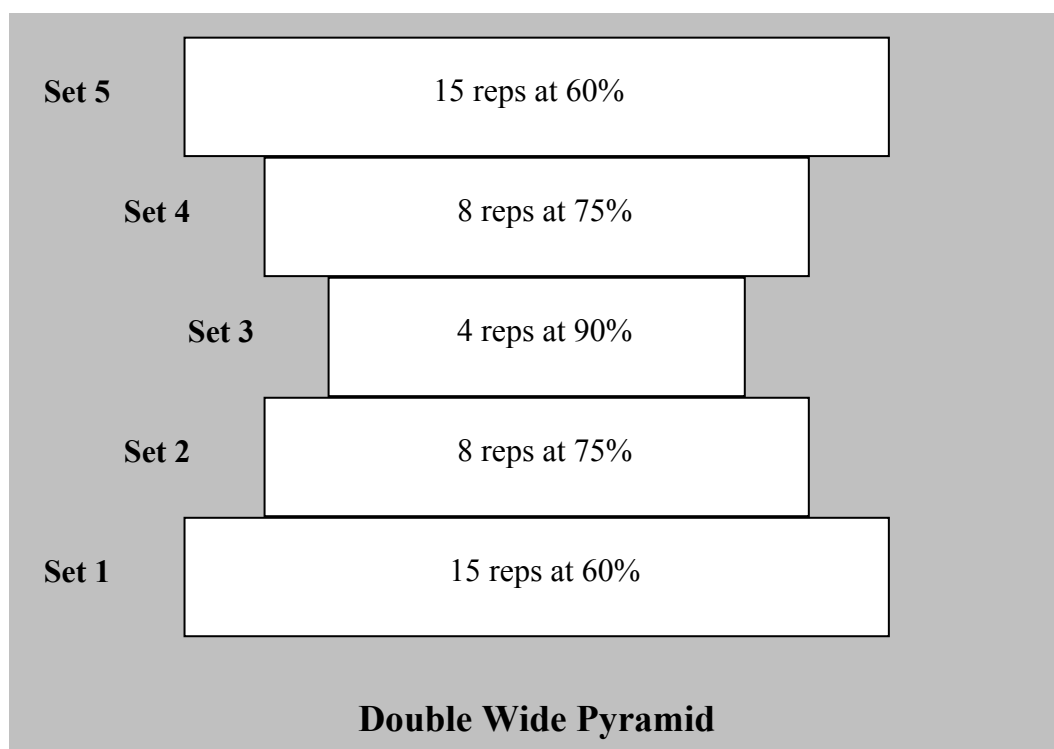 Set 5 15 reps at 60%
Set 4 8 reps at 75%
Set 3 4 reps at 90%
Set 2 8 reps at 75%
Set 1 15 reps at 60%
Double Wide Pyramid